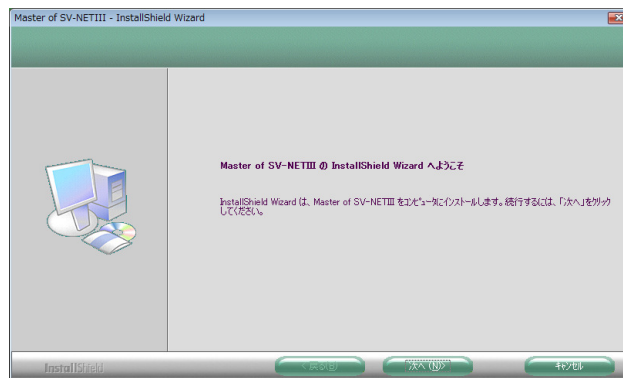 Master of SV-NETIII - InstallShield Wizard
Master of SV-NETⅢ の InstallShield Wizard へようこそ
InstallShield Wizard は、Master of SV-NETⅢ をコンピュータにインストールします。続行するには、「次へ」をクリック
してください。
InstallShield
< 戻る(B)
次へ(N)>
キャンセル